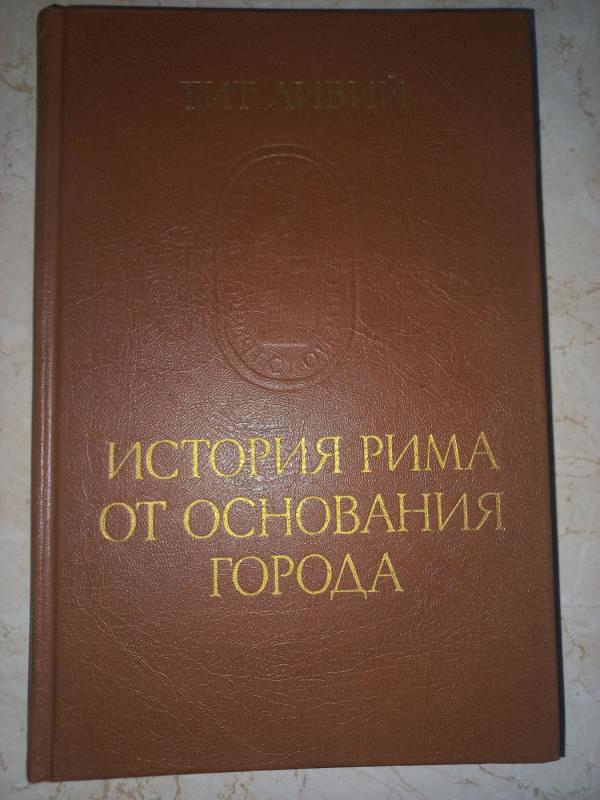 ТИТ ЛИВИЙ
ИСТОРИЯ РИМА
ОТ ОСНОВАНИЯ
ГОРОДА